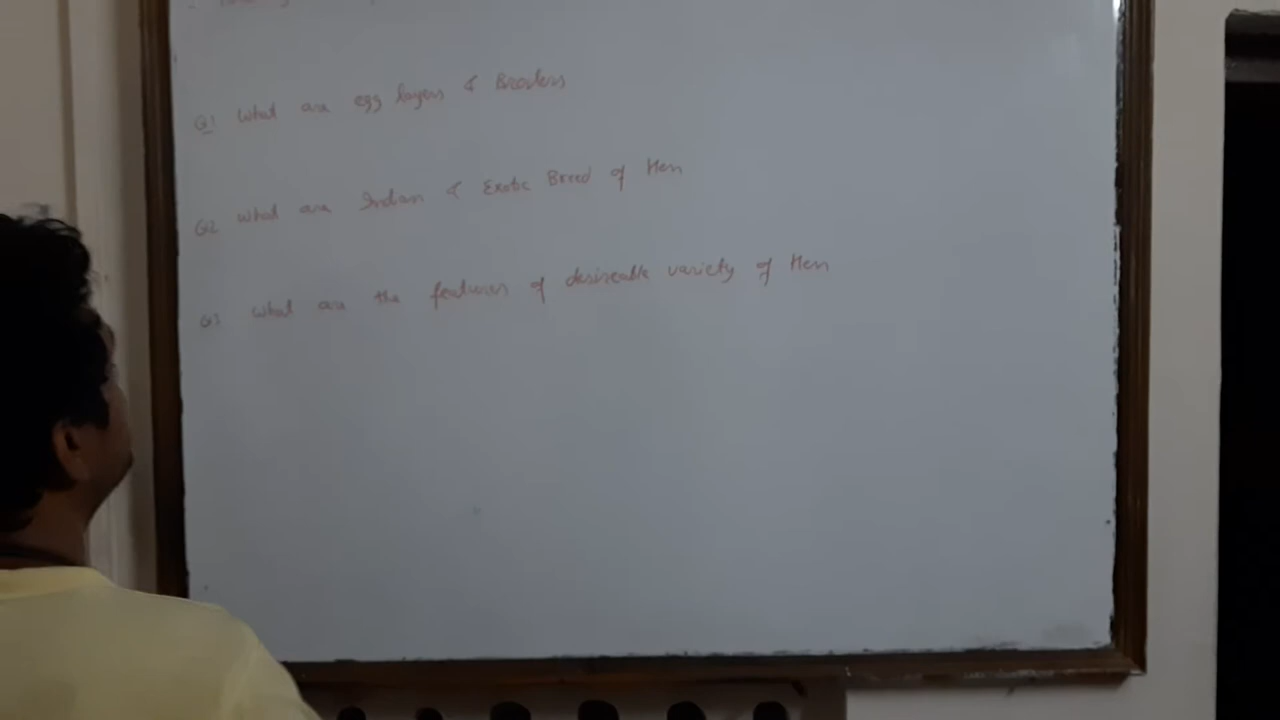 Q1 What are egg layers & Broilers
Q2 What are Indian & Exotic Breed of Hen
Q3 What are the features of desireable variety of Hen